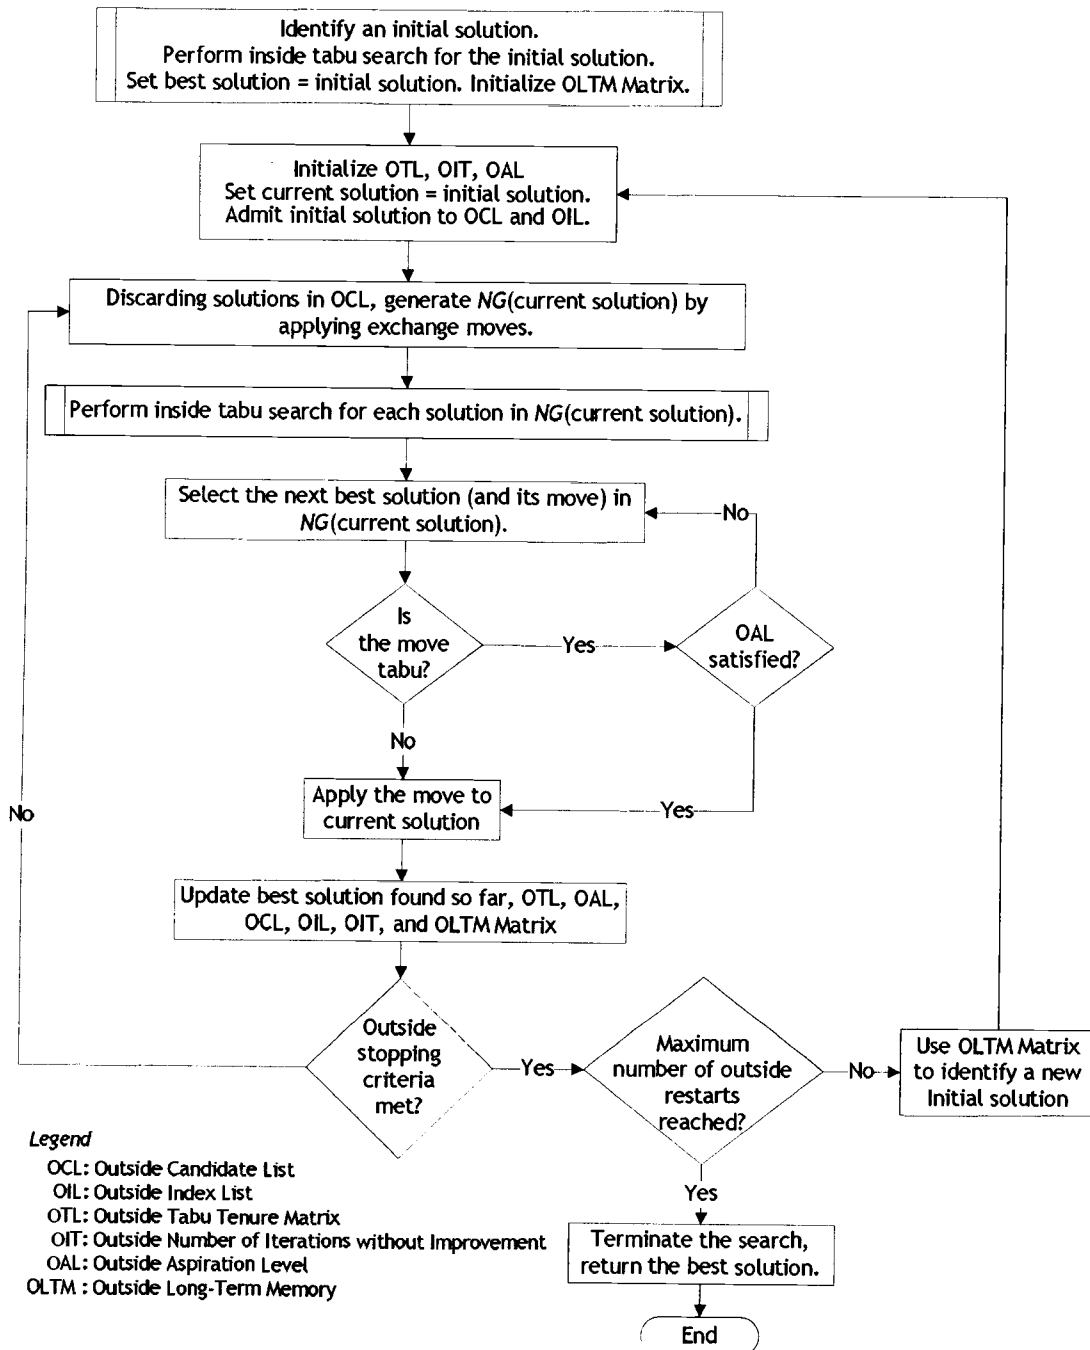 Identify an initial solution.
Perform inside tabu search for the initial solution.
Set best solution = initial solution. Initialize OLTM Matrix.
Initialize OTL, OIT, OAL
Set current solution = initial solution.
Admit initial solution to OCL and OIL.
Discarding solutions in OCL, generate NG(current solution) by
applying exchange moves.
Perform inside tabu search for each solution in NG(current solution).
Select the next best solution (and its move) in
NG(current solution).
No
Is
the move
tabu?
Yes
OAL
satisfied?
No
Apply the move to
current solution
Yes
No
Update best solution found so far, OTL, OAL,
OCL, OIL, OIT, and OLTM Matrix
Outside
stopping
criteria
met?
Yes
Maximum
number of outside
restarts
reached?
No
Use OLTM Matrix
to identify a new
Initial solution
Yes
Terminate the search,
return the best solution.
End
Legend
OCL: Outside Candidate List
OIL: Outside Index List
OTL: Outside Tabu Tenure Matrix
OIT: Outside Number of Iterations without Improvement
OAL: Outside Aspiration Level
OLTM : Outside Long-Term Memory